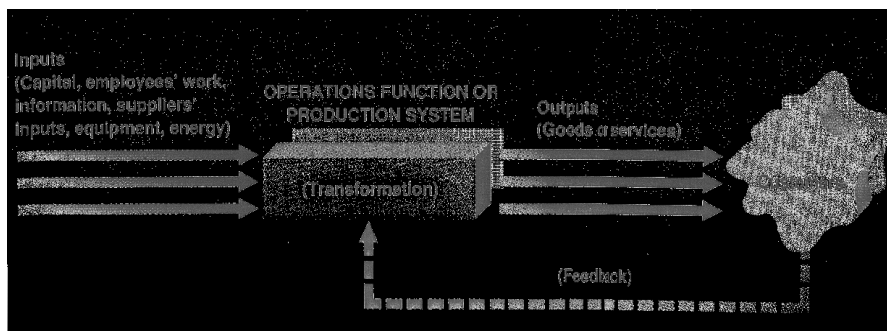 Inputs
(Capital, employees' work,
information, suppliers'
inputs, equipment, energy)
OPERATIONS FUNCTION OR
PRODUCTION SYSTEM
(Transformation)
Outputs
(Goods or services)
(Feedback)